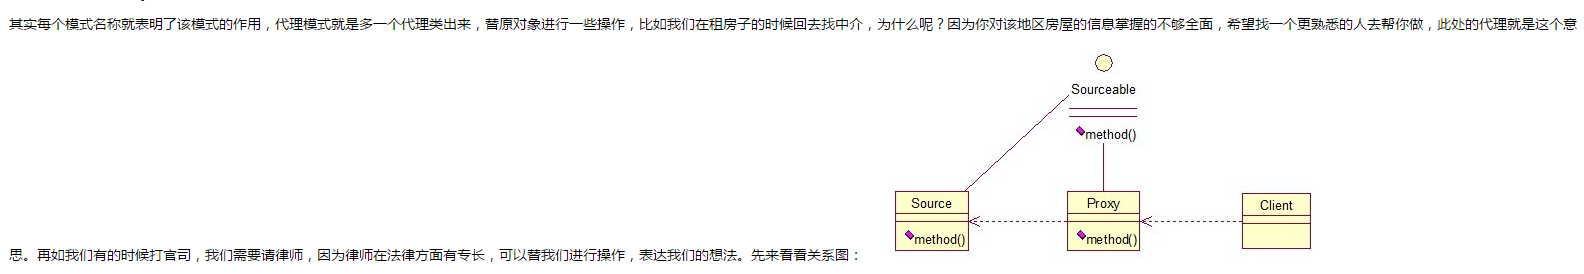 其实每个模式名称就表明了该模式的作用，代理模式就是多一个代理类出来，替原对象进行一些操作，比如我们在租房子的时候回去找中介，为什么呢？因为你对该地区房屋的信息掌握的不够全面，希望找一个更熟悉的人去帮你做，此处的代理就是这个意
Sourceable
method()
Source
method()
Proxy
method()
Client
思。再如我们有的时候打官司，我们需要请律师，因为律师在法律方面有专长，可以替我们进行操作，表达我们的想法。先来看看关系图：